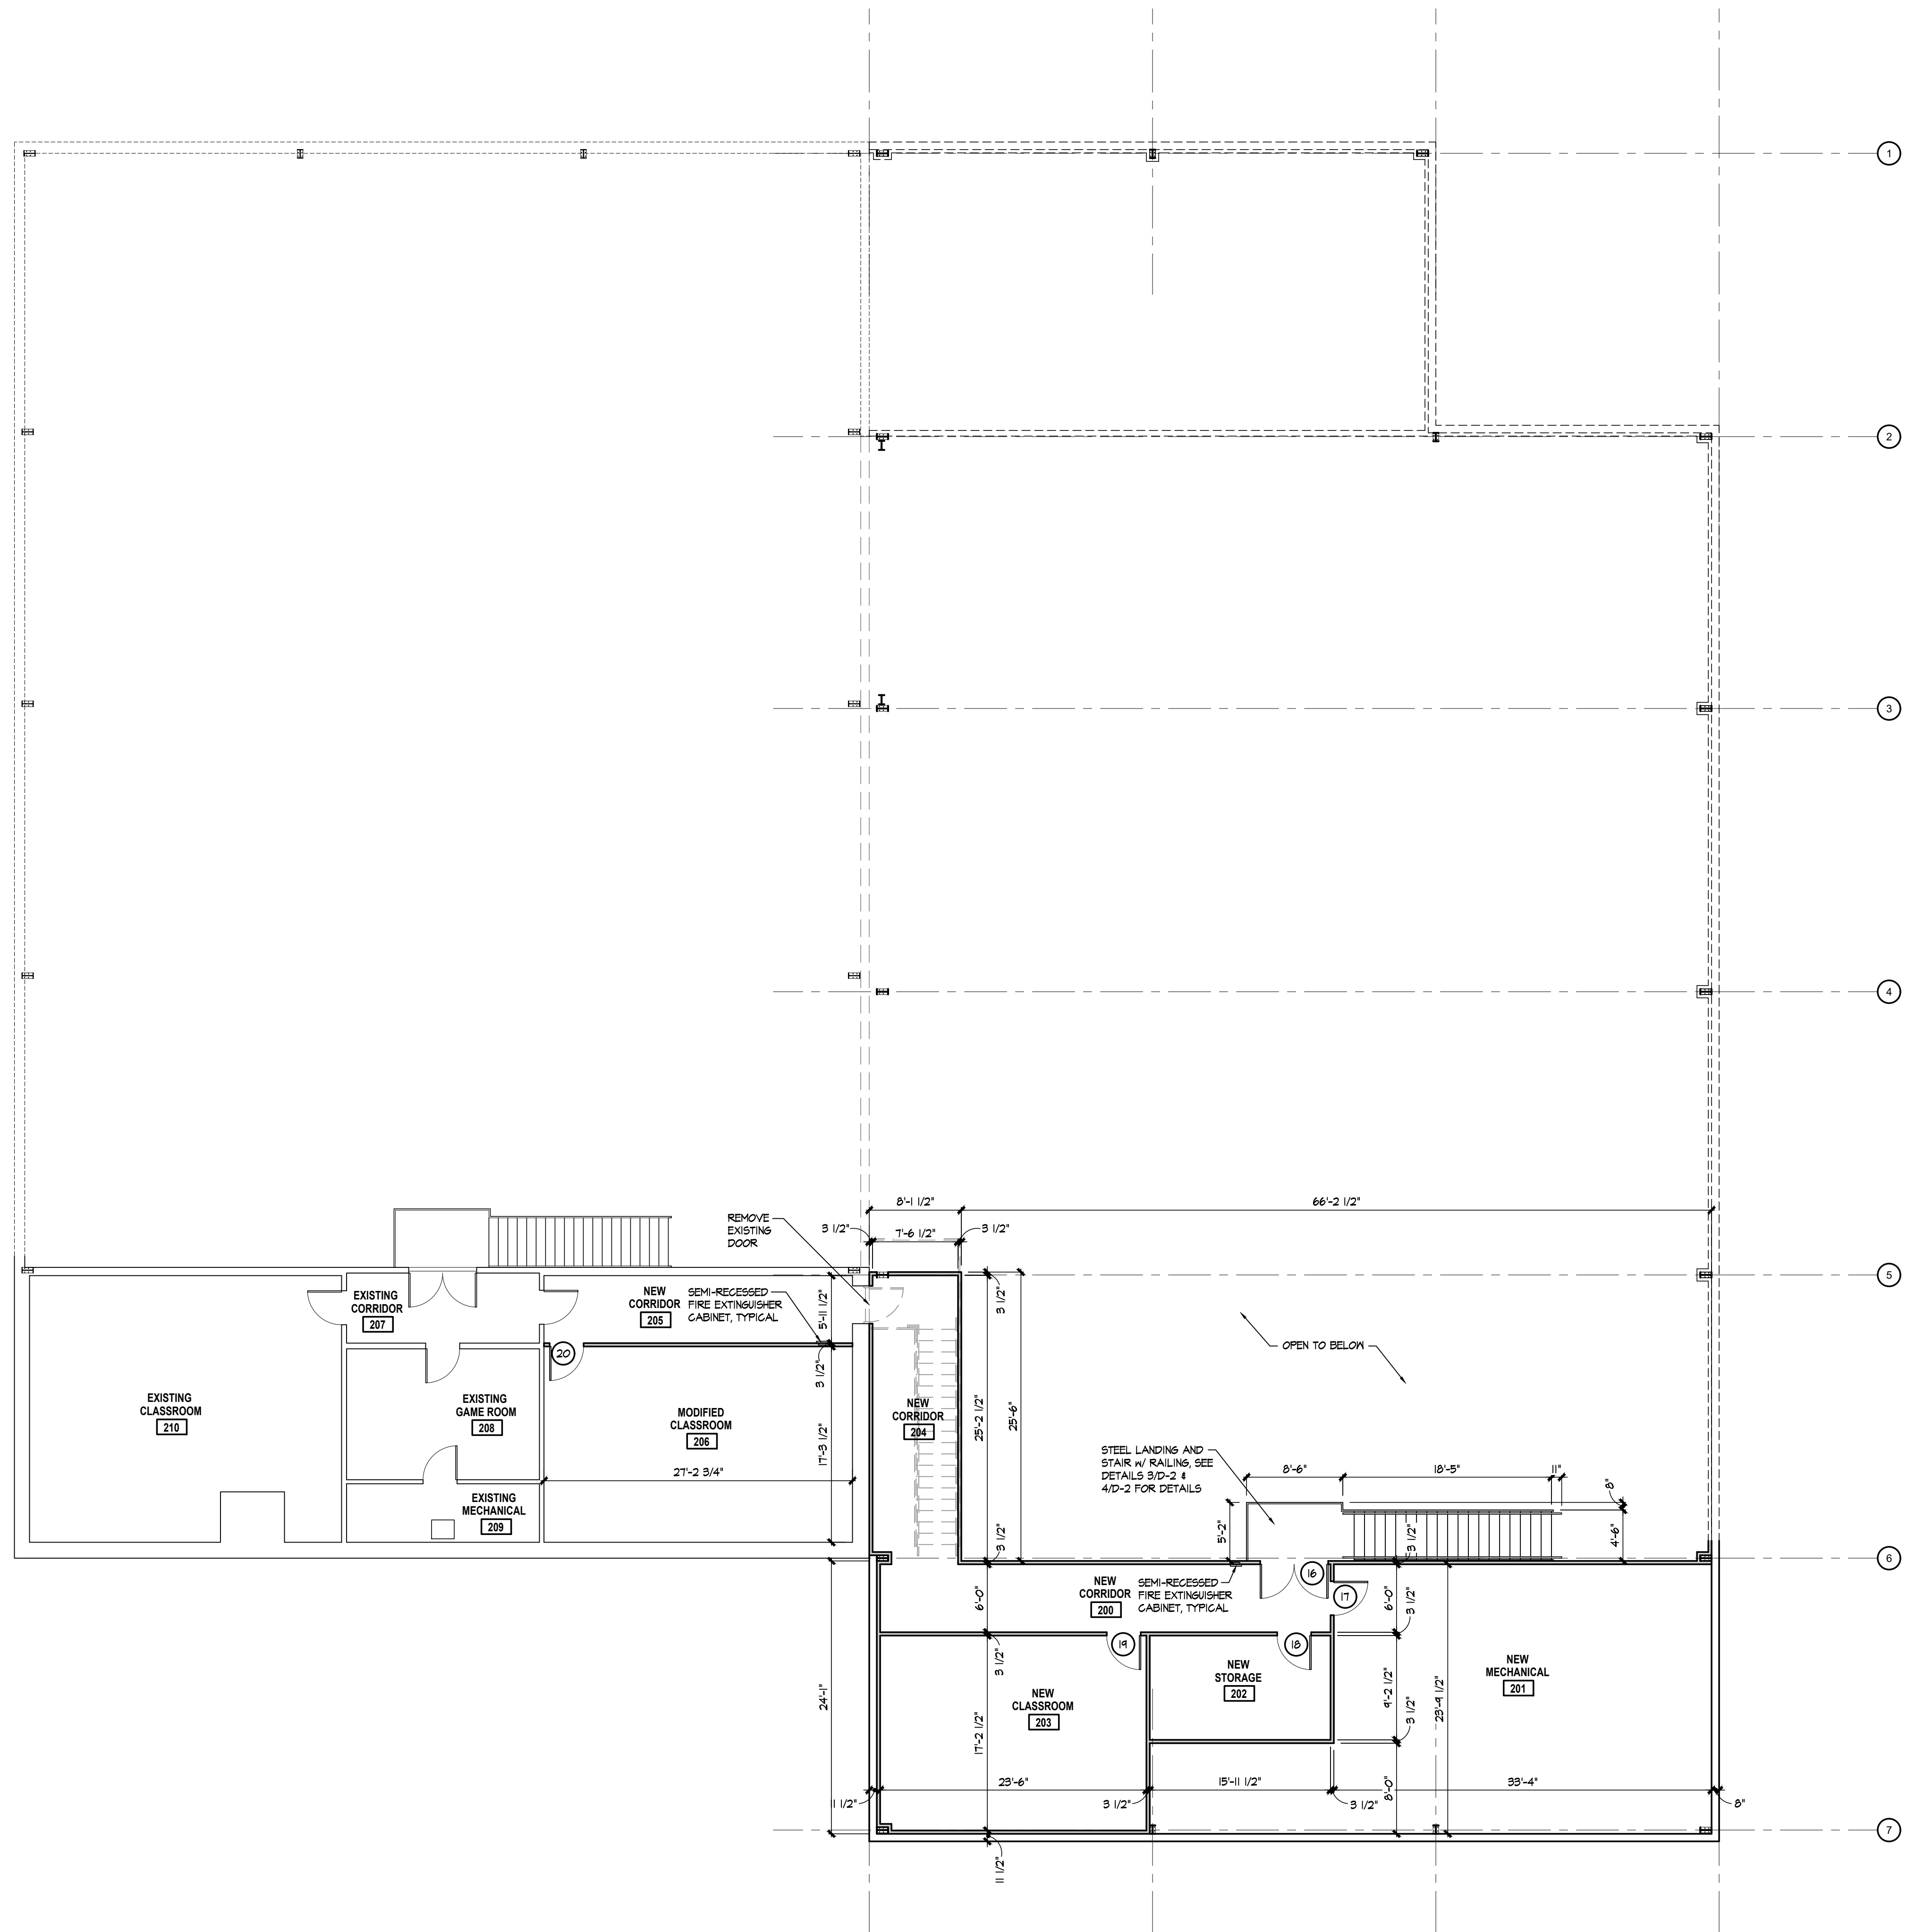 1
2
3
4
5
6
7
8'-1 1/2"
66'-2 1/2"
3 1/2"
7'-6 1/2"
3 1/2"
REMOVE
EXISTING
DOOR
EXISTING
CORRIDOR
207
NEW
CORRIDOR
205
SEMI-RECESSED
FIRE EXTINGUISHER
CABINET, TYPICAL
5'-11 1/2"
3 1/2"
20
3 1/2"
OPEN TO BELOW
EXISTING
CLASSROOM
210
EXISTING
GAME ROOM
208
MODIFIED
CLASSROOM
206
17'-3 1/2"
27'-2 3/4"
NEW
CORRIDOR
204
25'-2 1/2"
25'-6"
EXISTING
MECHANICAL
209
STEEL LANDING AND
STAIR W/ RAILING, SEE
DETAILS 3/D-2 &
4/D-2 FOR DETAILS
8'-6"
18'-5"
11"
8"
5'-2"
4'-6"
3 1/2"
3 1/2"
NEW
CORRIDOR
200
SEMI-RECESSED
FIRE EXTINGUISHER
CABINET, TYPICAL
16
17
6'-0"
6'-0"
3 1/2"
19
18
3 1/2"
NEW
STORAGE
202
NEW
MECHANICAL
201
NEW
CLASSROOM
203
24'-1"
17'-2 1/2"
9'-2 1/2"
3 1/2"
23'-9 1/2"
23'-6"
15'-11 1/2"
33'-4"
8'-0"
11 1/2"
3 1/2"
3 1/2"
8"
11 1/2"